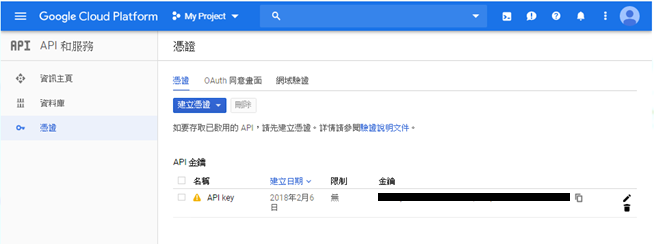 Google Cloud Platform
My Project
API
API 和服務
憑證
資訊主頁
資料庫
憑證
憑證
OAuth 同意畫面
網域驗證
建立憑證
刪除
如要存取已啟用的 API，請先建立憑證。詳情請參閱驗證說明文件。
API 金鑰
名稱
建立日期
限制
金鑰
API key
2018年2月6
日
無